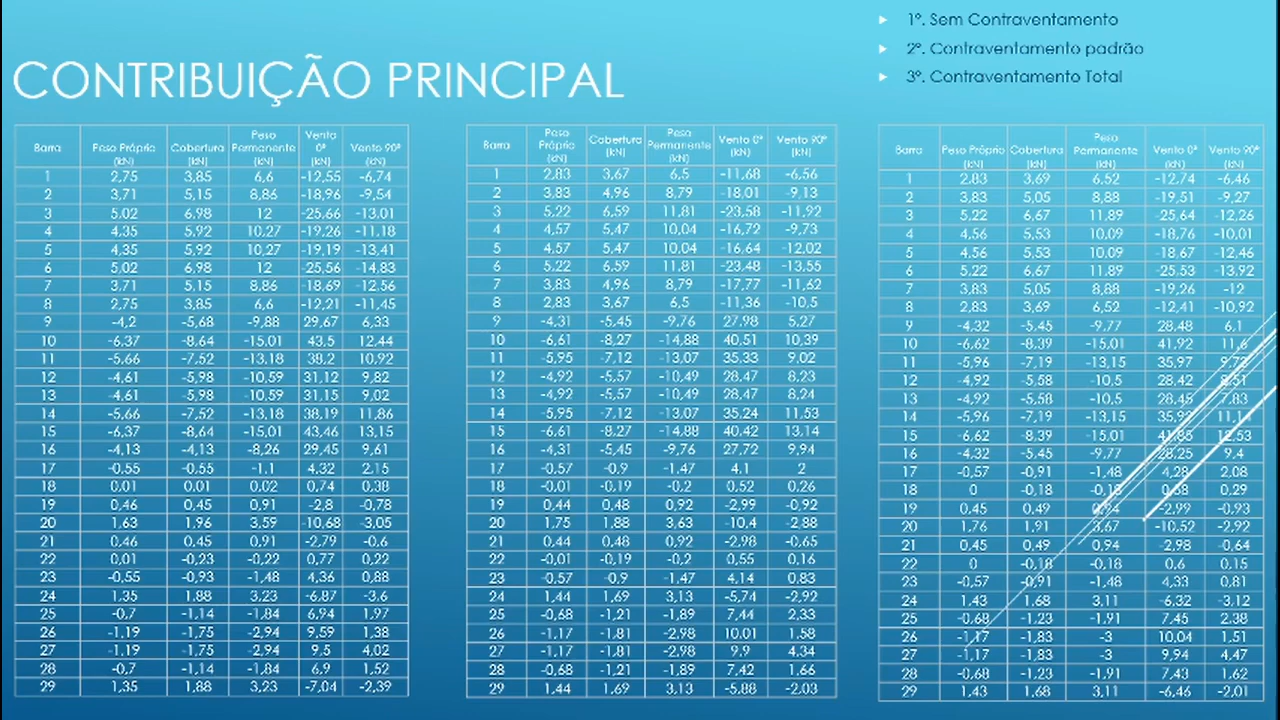 1º. Sem Contraventamento
2º. Contraventamento padrão
3º. Contraventamento Total
CONTRIBUIÇÃO PRINCIPAL
Barra Peso Próprio (kN) Cobertura (kN) Peso Permanente (kN) Vento 0º (kN) Vento 90º (kN)
1 2,75 3,85 6,6 -12,55 -6,74
2 3,71 5,15 8,86 -18,96 -9,54
3 5,02 6,98 12 -25,66 -13,01
4 4,35 5,92 10,27 -19,26 -11,18
5 4,35 5,92 10,27 -19,19 -13,41
6 5,02 6,98 12 -25,56 -14,83
7 3,71 5,15 8,86 -18,69 -12,56
8 2,75 3,85 6,6 -12,21 -11,45
9 -4,2 -5,68 -9,88 29,67 6,33
10 -6,37 -8,64 -15,01 43,5 12,44
11 -5,66 -7,52 -13,18 38,2 10,92
12 -4,61 -5,98 -10,59 31,12 9,82
13 -4,61 -5,98 -10,59 31,15 9,02
14 -5,66 -7,52 -13,18 38,19 11,86
15 -6,37 -8,64 -15,01 43,46 13,15
16 -4,13 -4,13 -8,26 29,45 9,61
17 -0,55 -0,55 -1,1 4,32 2,15
18 0,01 0,01 0,02 0,74 0,38
19 0,46 0,45 0,91 -2,8 -0,78
20 1,63 1,96 3,59 -10,68 -3,05
21 0,46 0,45 0,91 -2,79 -0,6
22 0,01 -0,23 -0,22 0,77 0,22
23 -0,55 -0,93 -1,48 4,36 0,88
24 1,35 1,88 3,23 -6,87 -3,6
25 -0,7 -1,14 -1,84 6,94 1,97
26 -1,19 -1,75 -2,94 9,59 1,38
27 -1,19 -1,75 -2,94 9,5 4,02
28 -0,7 -1,14 -1,84 6,9 1,52
29 1,35 1,88 3,23 -7,04 -2,39
Barra Peso Próprio (kN) Cobertura (kN) Peso Permanente (kN) Vento 0º (kN) Vento 90º (kN)
1 2,83 3,67 6,5 -11,68 -6,56
2 3,83 4,96 8,79 -18,01 -9,13
3 5,22 6,59 11,81 -23,58 -11,92
4 4,57 5,47 10,04 -16,72 -9,73
5 4,57 5,47 10,04 -16,64 -12,02
6 5,22 6,59 11,81 -23,48 -13,55
7 3,83 4,96 8,79 -17,77 -11,62
8 2,83 3,67 6,5 -11,36 -10,5
9 -4,31 -5,45 -9,76 27,98 5,27
10 -6,61 -8,27 -14,88 40,51 10,39
11 -5,95 -7,12 -13,07 35,33 9,02
12 -4,92 -5,57 -10,49 28,47 8,23
13 -4,92 -5,57 -10,49 28,47 8,24
14 -5,95 -7,12 -13,07 35,24 11,53
15 -6,61 -8,27 -14,88 40,42 13,14
16 -4,31 -5,45 -9,76 27,72 9,94
17 -0,57 -0,9 -1,47 4,1 2
18 -0,01 -0,19 -0,2 0,52 0,26
19 0,44 0,48 0,92 -2,99 -0,92
20 1,75 1,88 3,63 -10,4 -2,88
21 0,44 0,48 0,92 -2,98 -0,65
22 -0,01 -0,19 -0,2 0,55 0,16
23 -0,57 -0,9 -1,47 4,14 0,83
24 1,44 1,69 3,13 -5,74 -2,92
25 -0,68 -1,21 -1,89 7,44 2,33
26 -1,17 -1,81 -2,98 10,01 1,58
27 -1,17 -1,81 -2,98 9,9 4,34
28 -0,68 -1,21 -1,89 7,42 1,66
29 1,44 1,69 3,13 -5,88 -2,03
Barra Peso Próprio (kN) Cobertura (kN) Peso Permanente (kN) Vento 0º (kN) Vento 90º (kN)
1 2,83 3,69 6,52 -12,74 -6,46
2 3,83 5,05 8,88 -19,51 -9,27
3 5,22 6,67 11,89 -25,64 -12,26
4 4,56 5,53 10,09 -18,76 -10,01
5 4,56 5,53 10,09 -18,67 -12,46
6 5,22 6,67 11,89 -25,53 -13,92
7 3,83 5,05 8,88 -19,26 -12
8 2,83 3,69 6,52 -12,41 -10,92
9 -4,32 -5,45 -9,77 28,48 6,1
10 -6,62 -8,39 -15,01 41,92 11,6
11 -5,96 -7,19 -13,15 35,97 9,72
12 -4,92 -5,58 -10,5 28,42 8,51
13 -4,92 -5,58 -10,5 28,45 7,83
14 -5,96 -7,19 -13,15 35,92 11,14
15 -6,62 -8,39 -15,01 41,85 12,53
16 -4,32 -5,45 -9,77 28,25 9,4
17 -0,57 -0,91 -1,48 4,28 2,08
18 0 -0,18 -0,18 0,58 0,29
19 0,45 0,49 0,94 -2,99 -0,93
20 1,76 1,91 3,67 -10,52 -2,92
21 0,45 0,49 0,94 -2,98 -0,64
22 0 -0,18 -0,18 0,6 0,15
23 -0,57 -0,91 -1,48 4,33 0,81
24 1,43 1,68 3,11 -6,32 -3,12
25 -0,68 -1,23 -1,91 7,45 2,38
26 -1,17 -1,83 -3 10,04 1,51
27 -1,17 -1,83 -3 9,94 4,47
28 -0,68 -1,23 -1,91 7,43 1,62
29 1,43 1,68 3,11 -6,46 -2,01